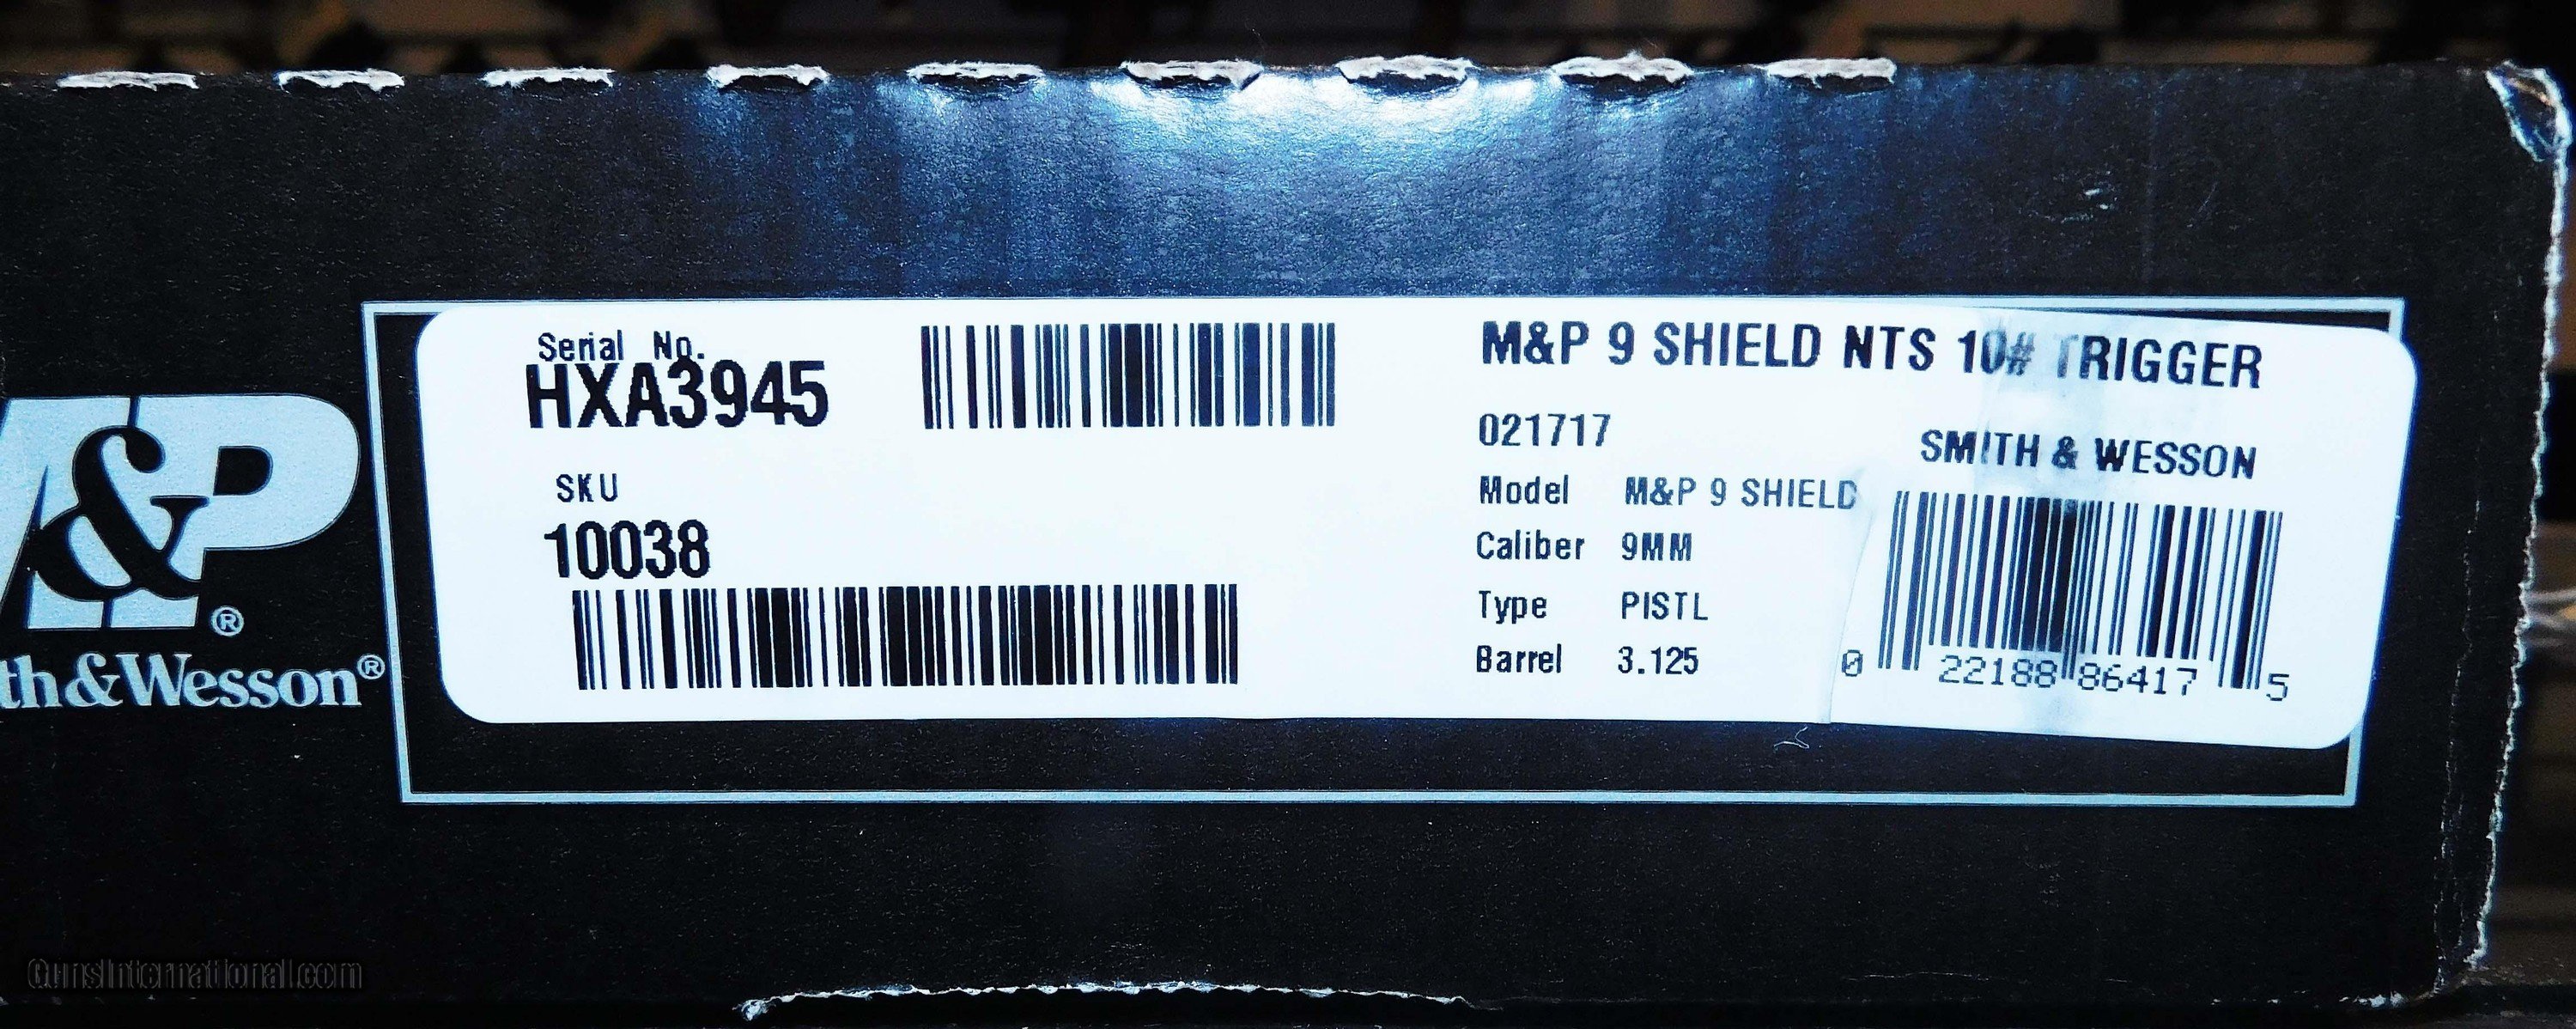 M&P®
th&Wesson®
Serial No.
HXA3945
SKU
10038
M&P 9 SHIELD NTS 10# TRIGGER
021717
Model M&P 9 SHIELD
Caliber 9MM
Type PISTL
Barrel 3.125
SMITH & WESSON
0 22188 86417 5
GunsInternational.com